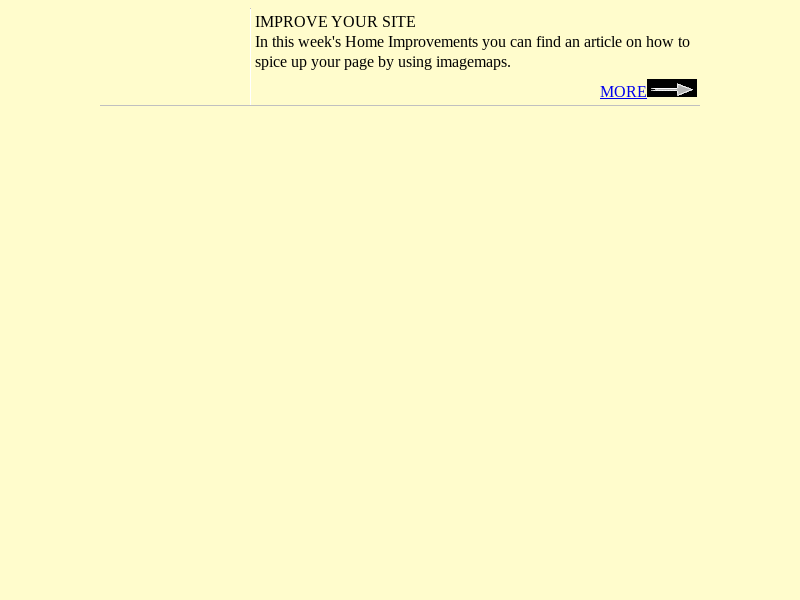 IMPROVE YOUR SITE
In this week's Home Improvements you can find an article on how to
spice up your page by using imagemaps.
MORE